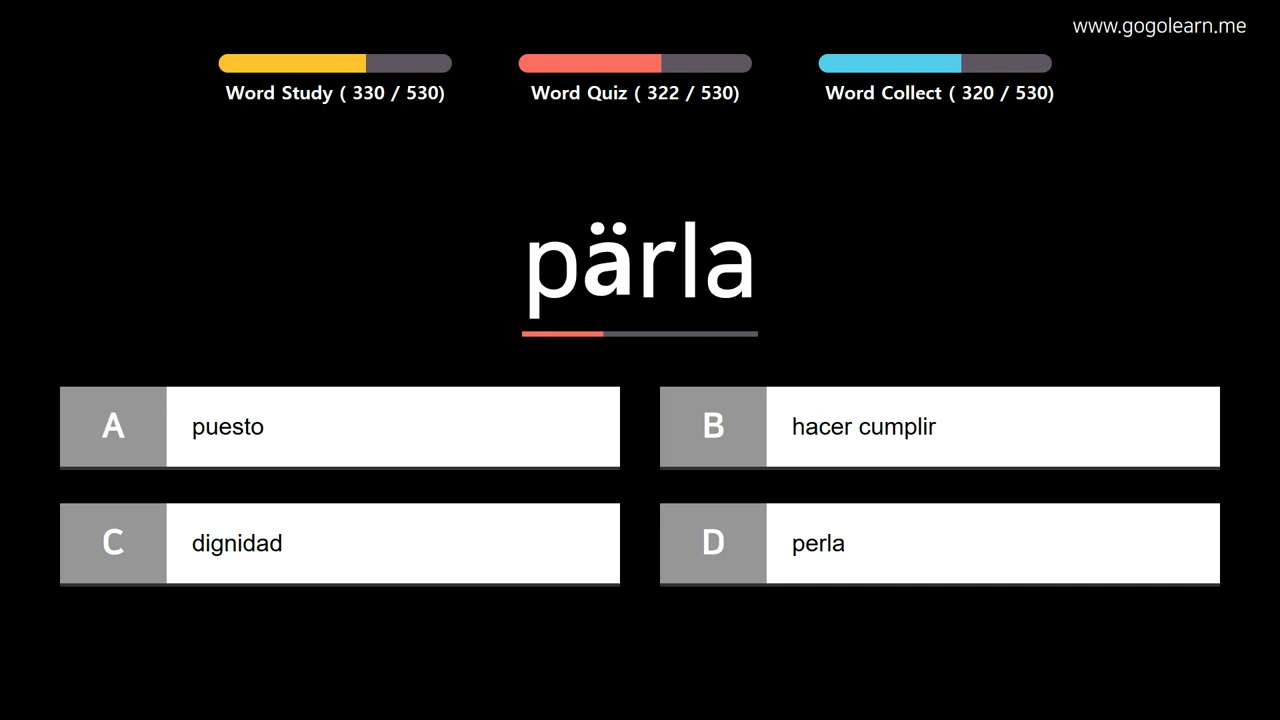 www.gogolearn.me
Word Study ( 330 / 530)
Word Quiz ( 322 / 530)
Word Collect ( 320 / 530)
pärla
A puesto
B hacer cumplir
C dignidad
D perla